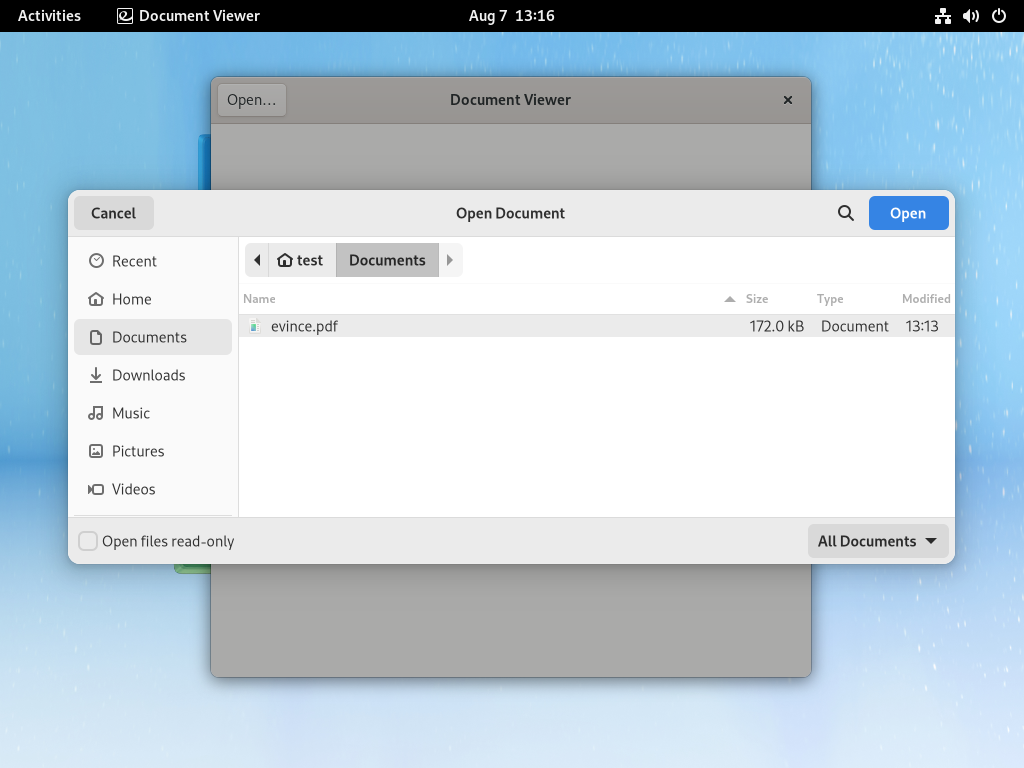 Activities Document Viewer Aug 7 13:16
Open... Document Viewer
Cancel Open Document Open
Recent
Home
Documents
Downloads
Music
Pictures
Videos
test Documents
Name Size Type Modified
evince.pdf 172.0 kB Document 13:13
Open files read-only All Documents